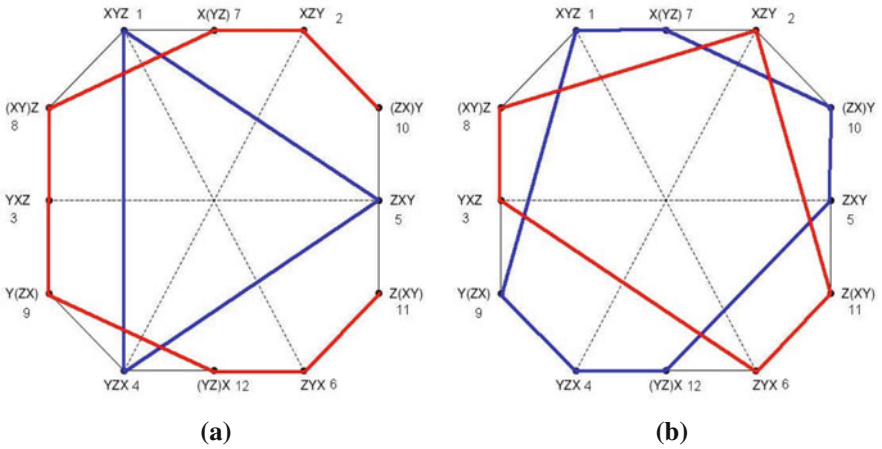 XYZ 1 X(YZ) 7 XZY 2
(XY)Z 8 (ZX)Y 10
YXZ 3 ZXY 5
Y(ZX) 9 Z(XY) 11
YZX 4 (YZ)X 12 ZYX 6
(a)
XYZ 1 X(YZ) 7 XZY 2
(XY)Z 8 (ZX)Y 10
YXZ 3 ZXY 5
Y(ZX) 9 Z(XY) 11
YZX 4 (YZ)X 12 ZYX 6
(b)